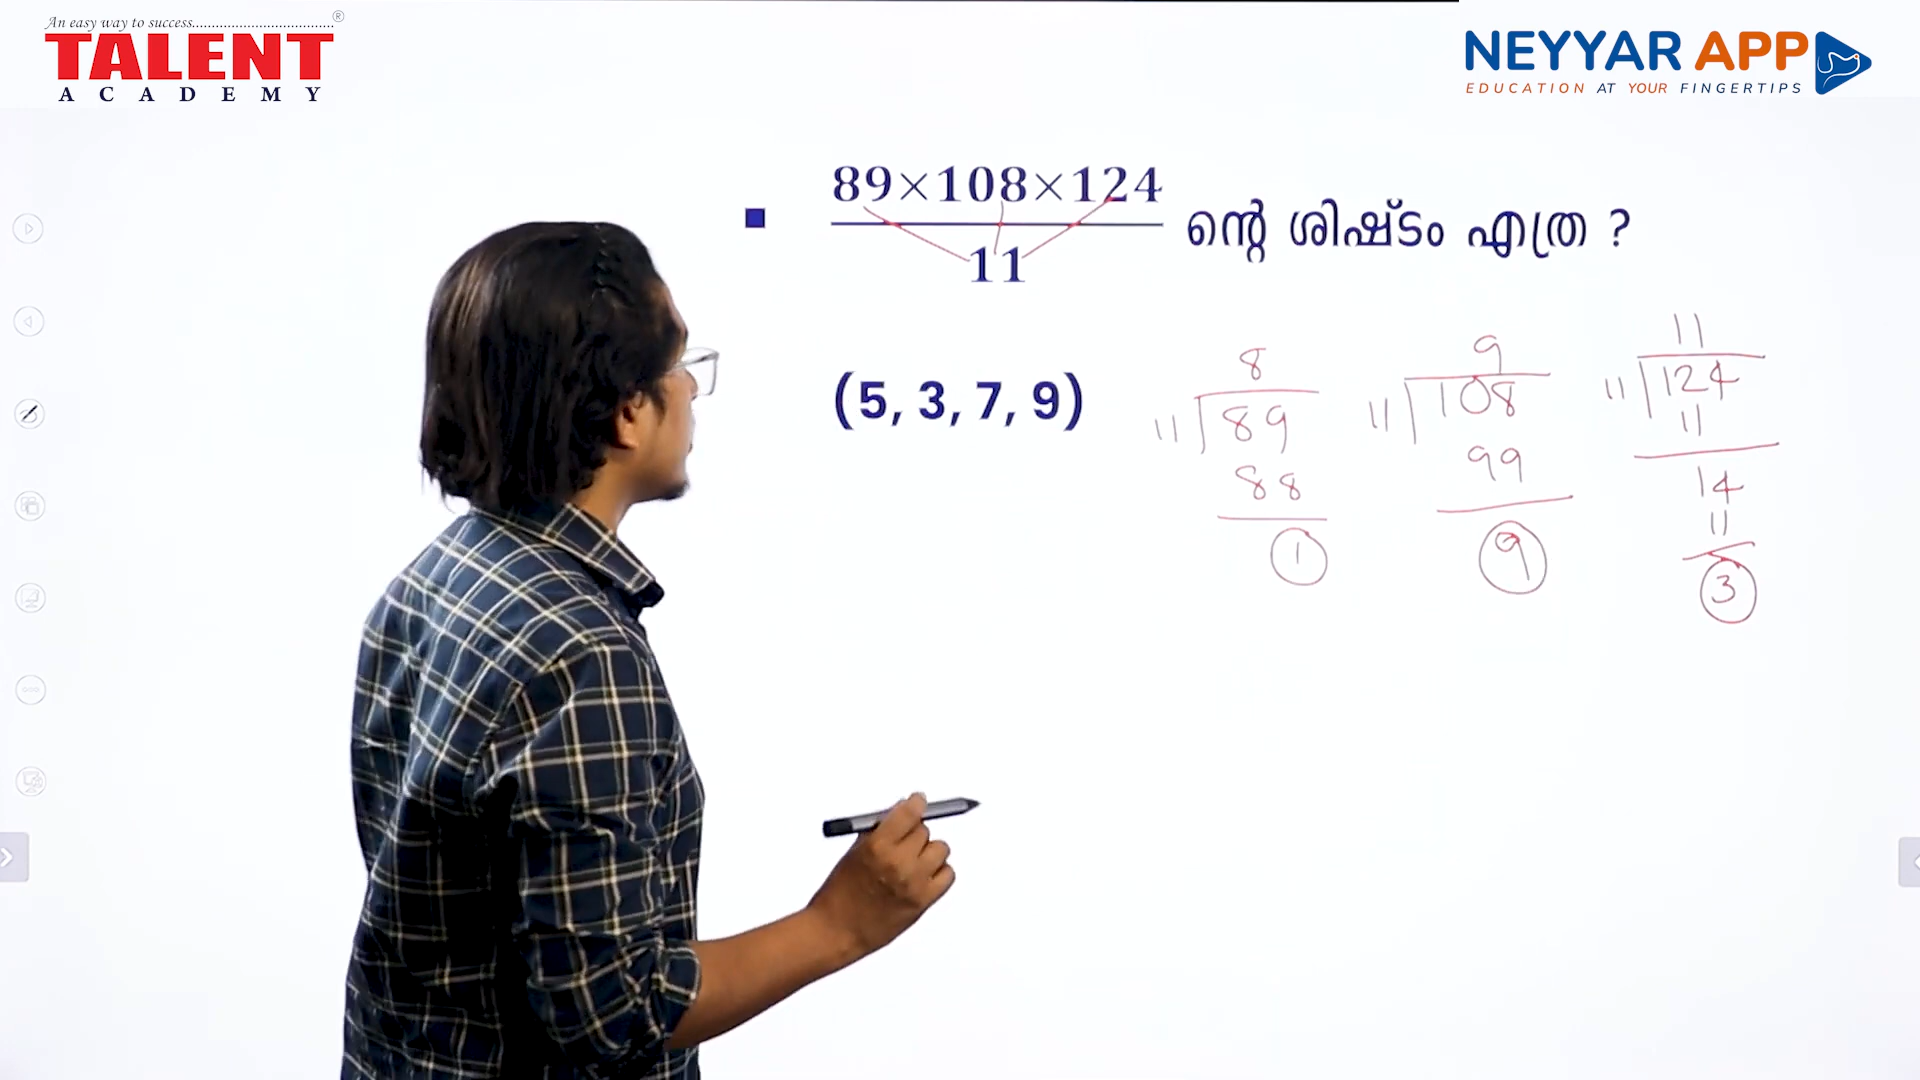 An easy way to success....................................®
TALENT
ACADEMY
NEYYAR APP
EDUCATION AT YOUR FINGERTIPS
89×108×124
11
ന്റെ ശിഷ്ടം എത്ര ?
(5, 3, 7, 9)
8
11 89
88
1
9
11 108
99
9
11
11 124
11
14
11
3